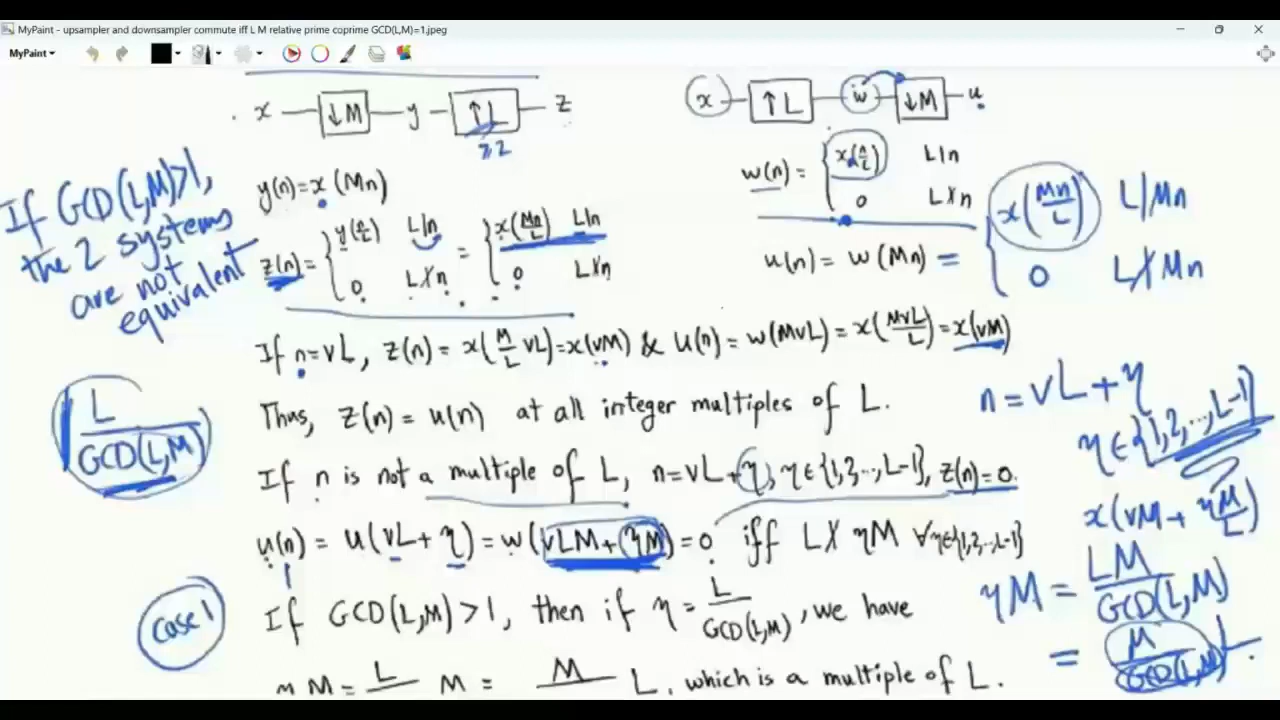 MyPaint - upsampler and downsampler commute iff L M relative prime coprime GCD(L,M)=1.jpeg
MyPaint
x ↓M y ↑L z
≥2
x ↑L w ↓M u
y(n)=x(Mn)
z(n)= { y(n/L) L|n = { x(Mn/L) L|n
0 L∤n 0 L∤n
w(n)= { x(n/L) L|n
0 L∤n
u(n) = w(Mn) = { x(Mn/L) L|Mn
0 L∤Mn
If GCD(L,M)>1,
the 2 systems
are not
equivalent
If n=vL, z(n) = x(M/L vL)=x(vM) & u(n) = w(MvL) = x(MvL/L)=x(vM)
Thus, z(n) = u(n) at all integer multiples of L.
L/GCD(L,M)
If n is not a multiple of L, n=vL+η, η∈{1,2,...,L-1}, z(n)=0.
u(n) = u(vL+η) = w(vLM+ηM)=0 iff L∤ηM ∀η∈{1,2,..,L-1}
case 1
If GCD(L,M) >1, then if η= L/GCD(L,M), we have
ηM = L M = M L, which is a multiple of L.
n=vL+η
η∈{1,2,...,L-1}
x(vM+ηM/L)
ηM = LM/GCD(L,M)
= M/GCD(L,M) L.